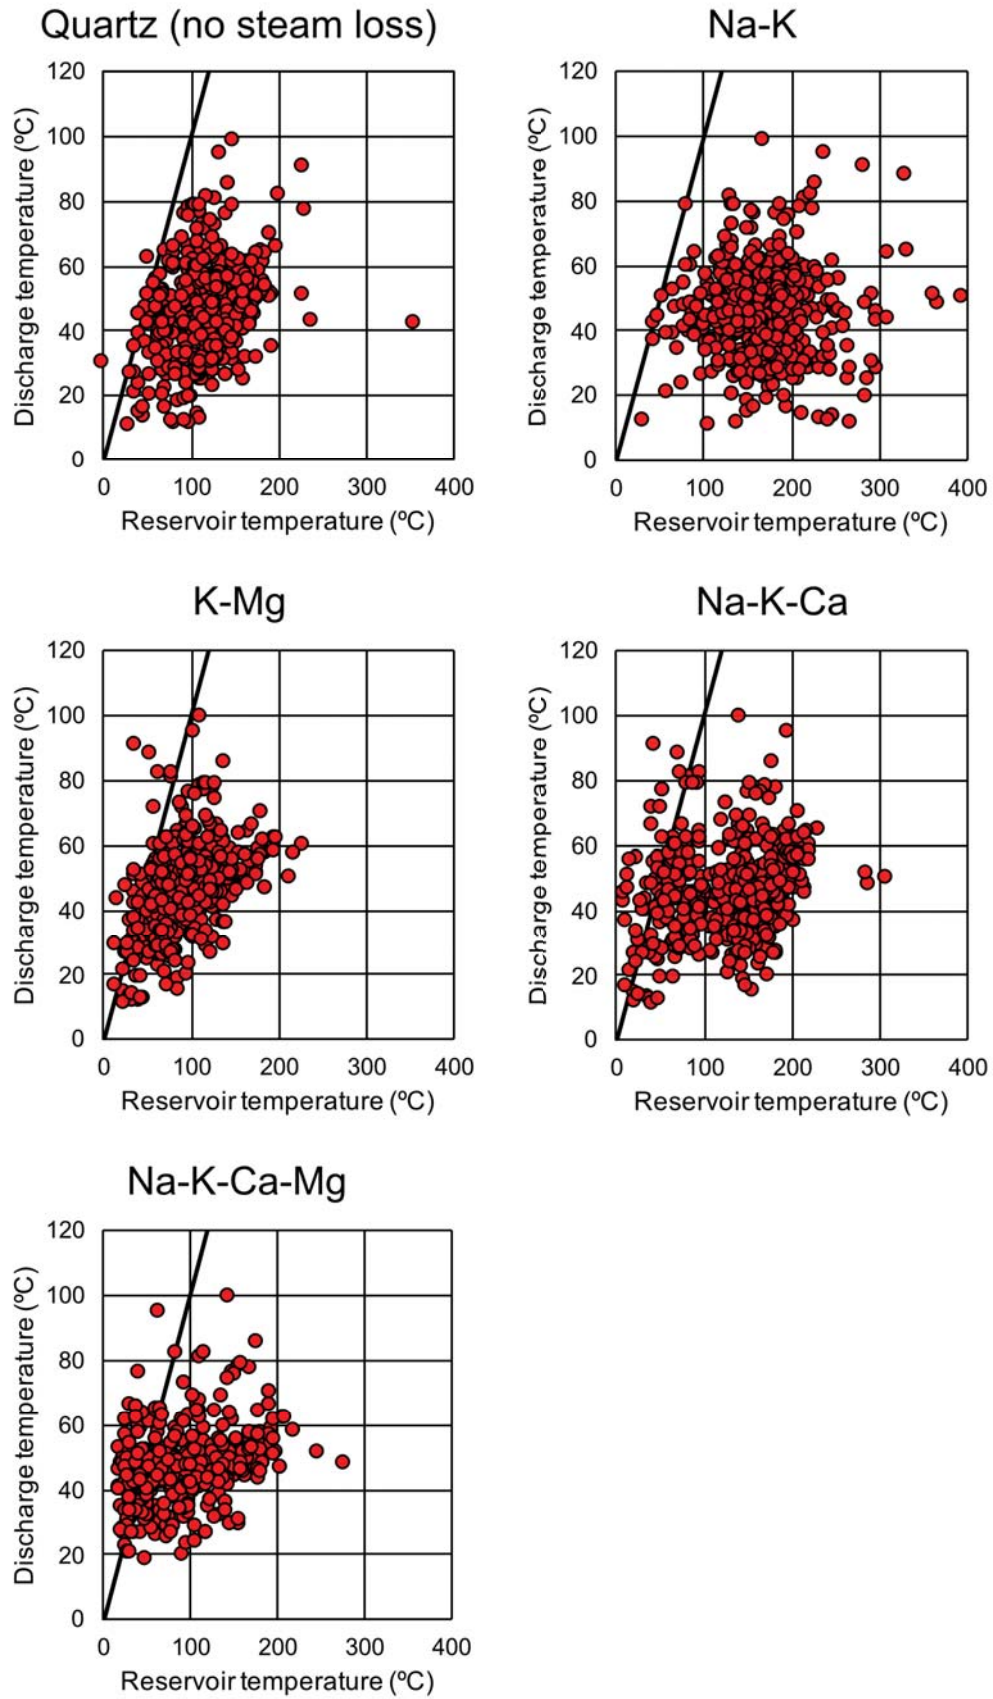 Quartz (no steam loss)
Discharge temperature (ºC)
120
100
80
60
40
20
0
0 100 200 300 400
Reservoir temperature (ºC)
Na-K
Discharge temperature (ºC)
120
100
80
60
40
20
0
0 100 200 300 400
Reservoir temperature (ºC)
K-Mg
Discharge temperature (ºC)
120
100
80
60
40
20
0
0 100 200 300 400
Reservoir temperature (ºC)
Na-K-Ca
Discharge temperature (ºC)
120
100
80
60
40
20
0
0 100 200 300 400
Reservoir temperature (ºC)
Na-K-Ca-Mg
Discharge temperature (ºC)
120
100
80
60
40
20
0
0 100 200 300 400
Reservoir temperature (ºC)